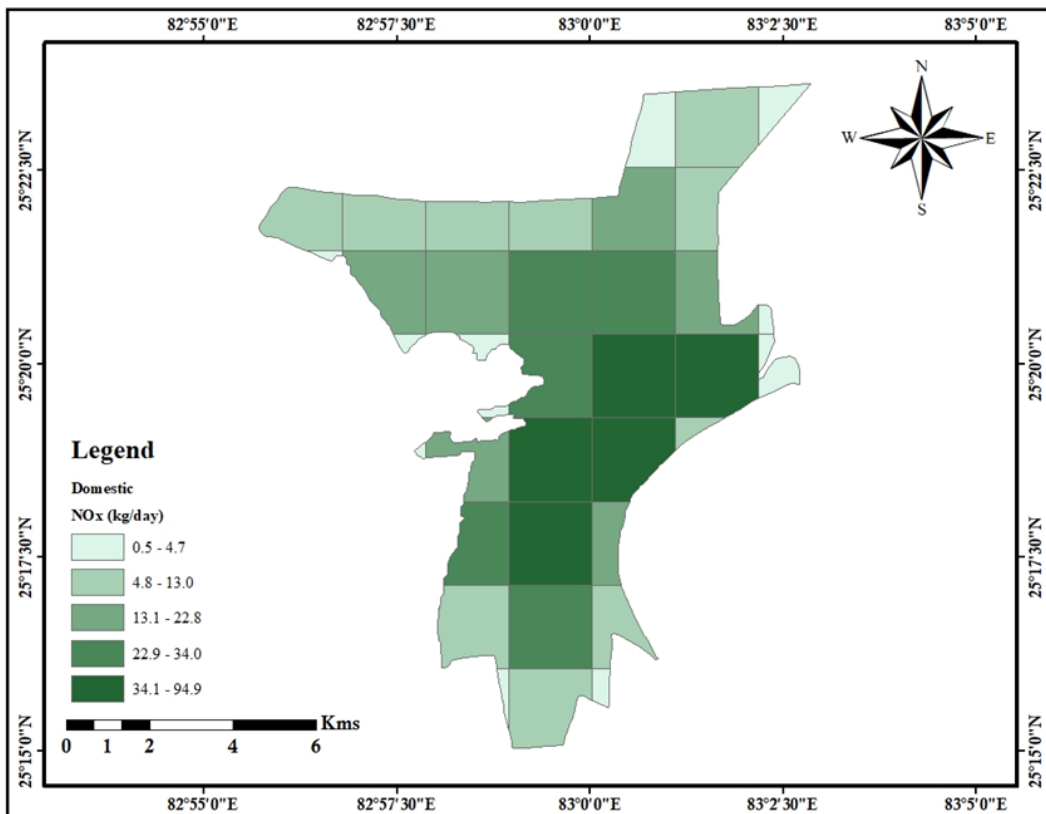 82°55'0"E 82°57'30"E 83°0'0"E 83°2'30"E 83°5'0"E
N
W E
S
25°22'30"N 25°22'30"N
25°20'0"N 25°20'0"N
25°17'30"N 25°17'30"N
25°15'0"N 25°15'0"N
Legend
Domestic
NOx (kg/day)
0.5 - 4.7
4.8 - 13.0
13.1 - 22.8
22.9 - 34.0
34.1 - 94.9
Kms
0 1 2 4 6
82°55'0"E 82°57'30"E 83°0'0"E 83°2'30"E 83°5'0"E